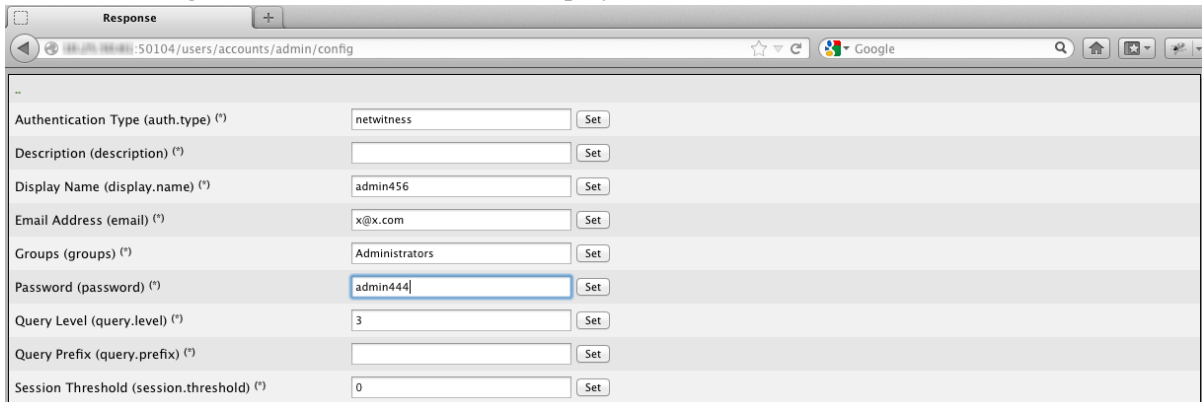 Response
:50104/users/accounts/admin/config
Google
..
Authentication Type (auth.type) (*) netwitness Set
Description (description) (*) Set
Display Name (display.name) (*) admin456 Set
Email Address (email) (*) x@x.com Set
Groups (groups) (*) Administrators Set
Password (password) (*) admin444 Set
Query Level (query.level) (*) 3 Set
Query Prefix (query.prefix) (*) Set
Session Threshold (session.threshold) (*) 0 Set